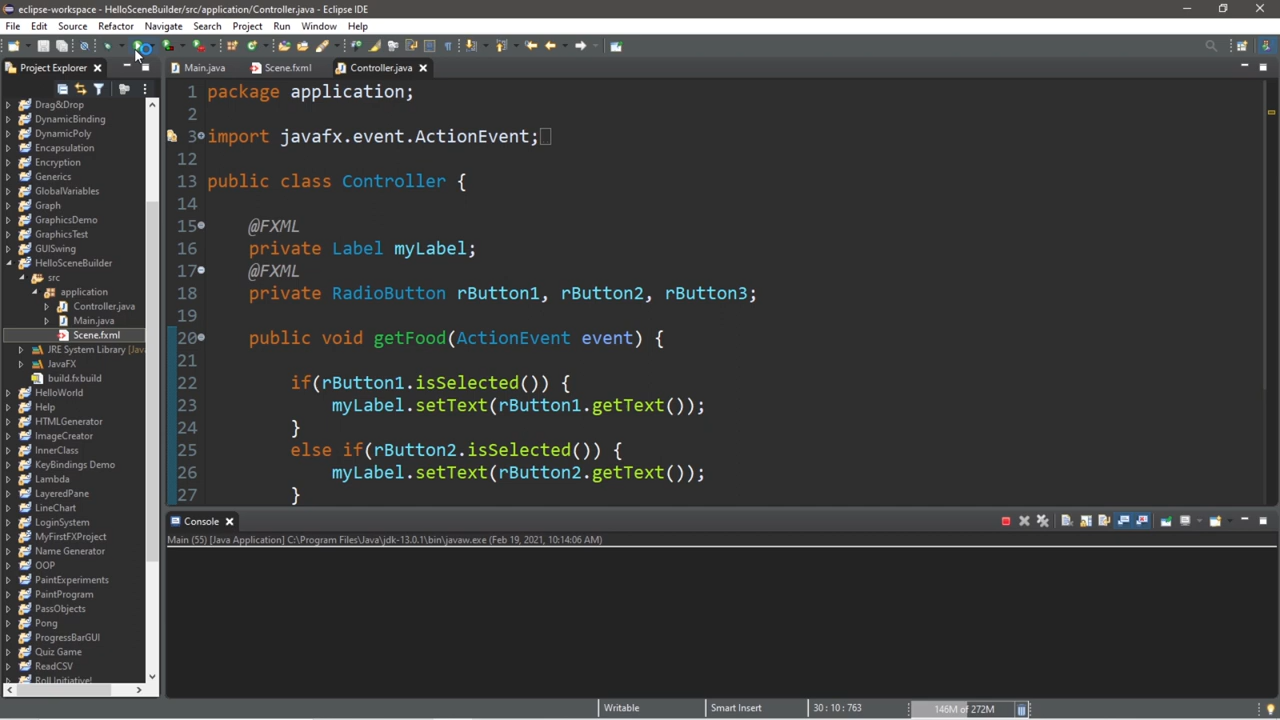 eclipse-workspace - HelloSceneBuilder/src/application/Controller.java - Eclipse IDE
File Edit Source Refactor Navigate Search Project Run Window Help
Project Explorer
Main.java Scene.fxml Controller.java
Drag&Drop
DynamicBinding
DynamicPoly
Encapsulation
Encryption
Generics
GlobalVariables
Graph
GraphicsDemo
GraphicsTest
GUISwing
HelloSceneBuilder
src
application
Controller.java
Main.java
Scene.fxml
JRE System Library [Jav
JavaFX
build.fxbuild
HelloWorld
Help
HTMLGenerator
ImageCreator
InnerClass
KeyBindings Demo
Lambda
LayeredPane
LineChart
LoginSystem
MyFirstFXProject
Name Generator
OOP
PaintExperiments
PaintProgram
PassObjects
Pong
ProgressBarGUI
Quiz Game
ReadCSV
RollInitiative!
1 package application;
2
3 import javafx.event.ActionEvent;
12
13 public class Controller {
14
15 @FXML
16 private Label myLabel;
17 @FXML
18 private RadioButton rButton1, rButton2, rButton3;
19
20 public void getFood(ActionEvent event) {
21
22 if(rButton1.isSelected()) {
23 myLabel.setText(rButton1.getText());
24 }
25 else if(rButton2.isSelected()) {
26 myLabel.setText(rButton2.getText());
27 }
Console
Main (55) [Java Application] C:\Program Files\Java\jdk-13.0.1\bin\javaw.exe (Feb 19, 2021, 10:14:06 AM)
Writable Smart Insert 30 : 10 : 763 146M of 272M